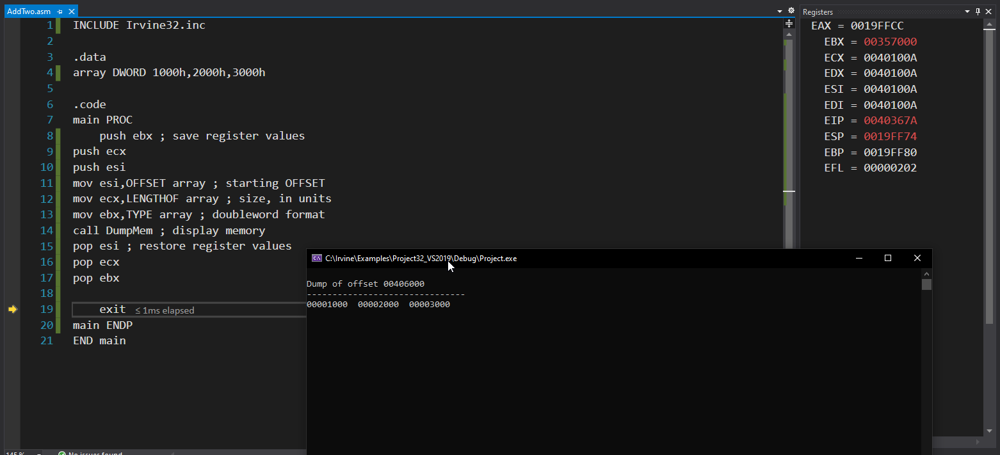 AddTwo.asm
1 INCLUDE Irvine32.inc
2
3 .data
4 array DWORD 1000h,2000h,3000h
5
6 .code
7 main PROC
8 push ebx ; save register values
9 push ecx
10 push esi
11 mov esi,OFFSET array ; starting OFFSET
12 mov ecx,LENGTHOF array ; size, in units
13 mov ebx,TYPE array ; doubleword format
14 call DumpMem ; display memory
15 pop esi ; restore register values
16 pop ecx
17 pop ebx
18
19 exit ≤ 1ms elapsed
20 main ENDP
21 END main
145 %
No issues found
C:\Irvine\Examples\Project32_VS2019\Debug\Project.exe
Dump of offset 00406000
-------------------------------
00001000 00002000 00003000
Registers
EAX = 0019FFCC
EBX = 00357000
ECX = 0040100A
EDX = 0040100A
ESI = 0040100A
EDI = 0040100A
EIP = 0040367A
ESP = 0019FF74
EBP = 0019FF80
EFL = 00000202